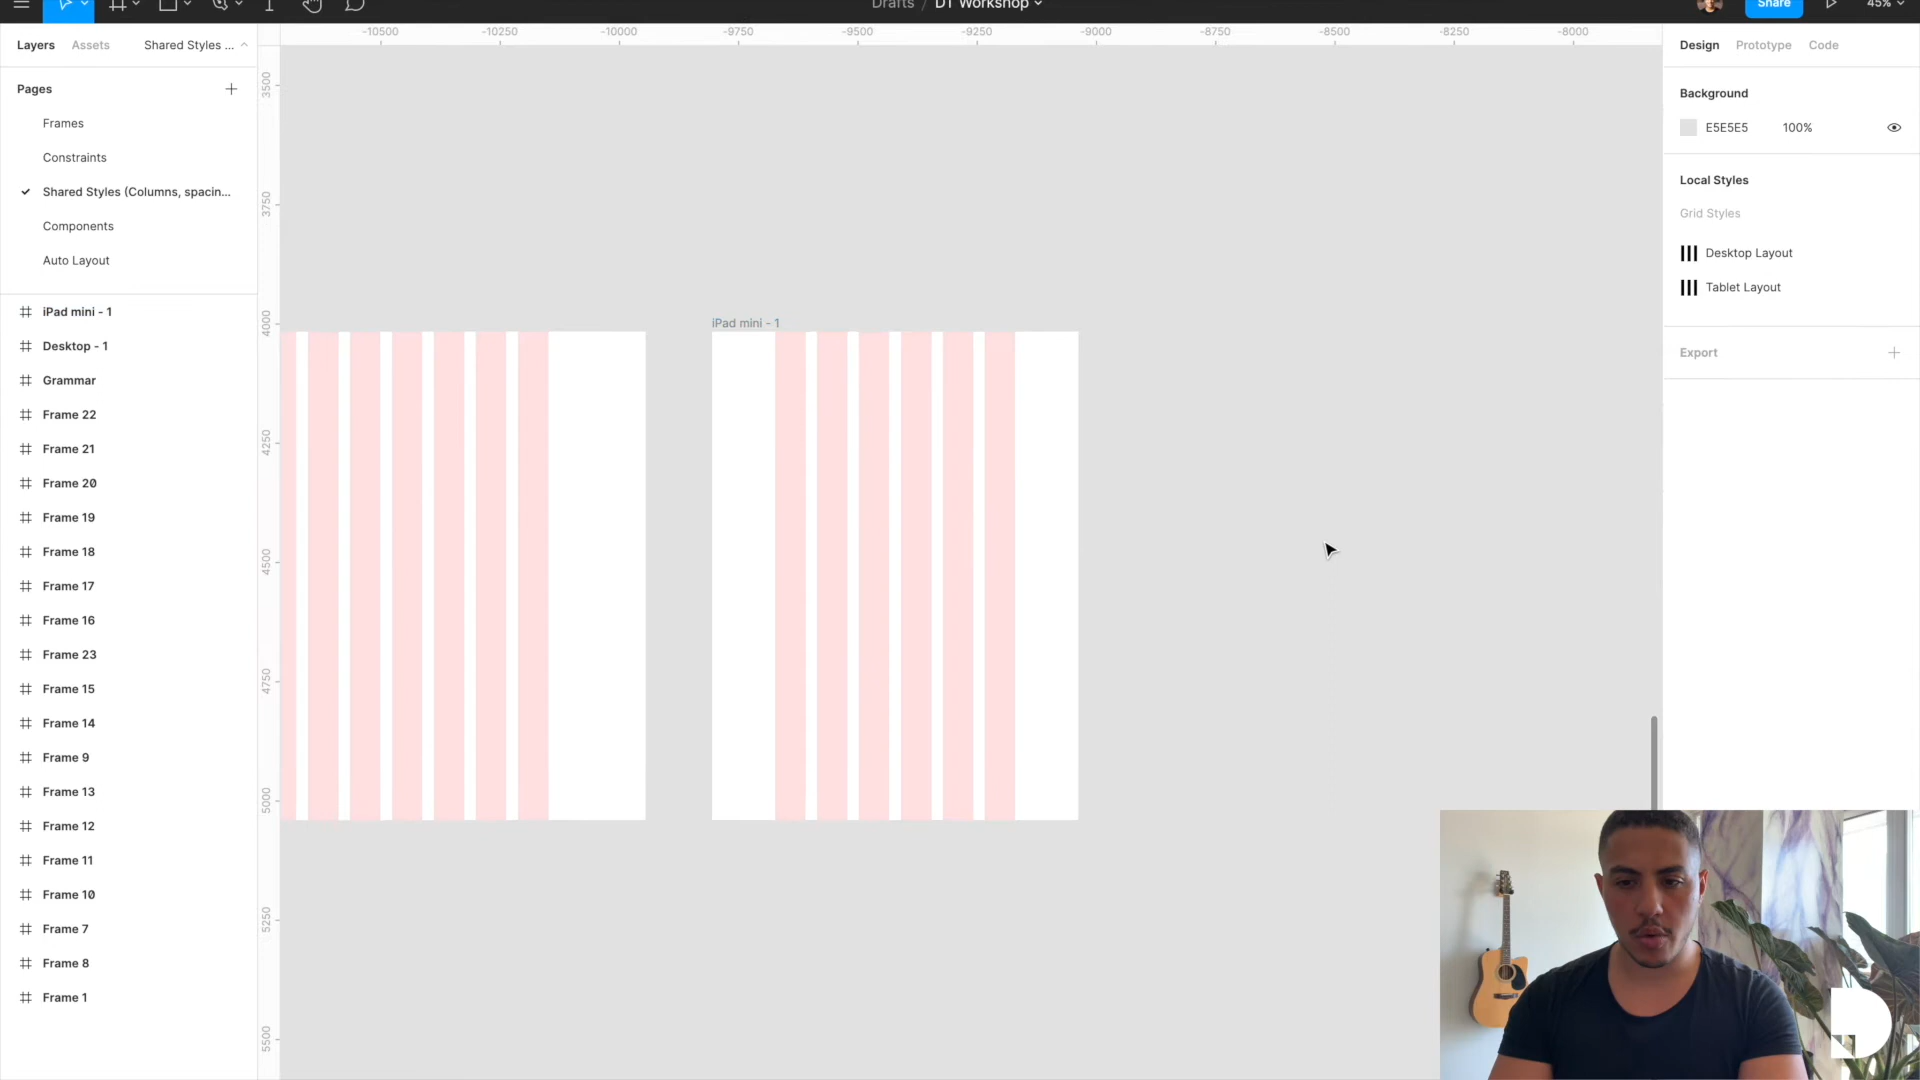 Drafts / DT Workshop
Share
45%
Layers Assets Shared Styles ...
Design Prototype Code
-10500 -10250 -10000 -9750 -9500 -9250 -9000 -8750 -8500 -8250 -8000
3500
3750
4000
4250
4500
4750
5000
5250
5500
Pages
Frames
Constraints
Shared Styles (Columns, spacin...
Components
Auto Layout
iPad mini - 1
Desktop - 1
Grammar
Frame 22
Frame 21
Frame 20
Frame 19
Frame 18
Frame 17
Frame 16
Frame 23
Frame 15
Frame 14
Frame 9
Frame 13
Frame 12
Frame 11
Frame 10
Frame 7
Frame 8
Frame 1
iPad mini - 1
Background
E5E5E5 100%
Local Styles
Grid Styles
Desktop Layout
Tablet Layout
Export